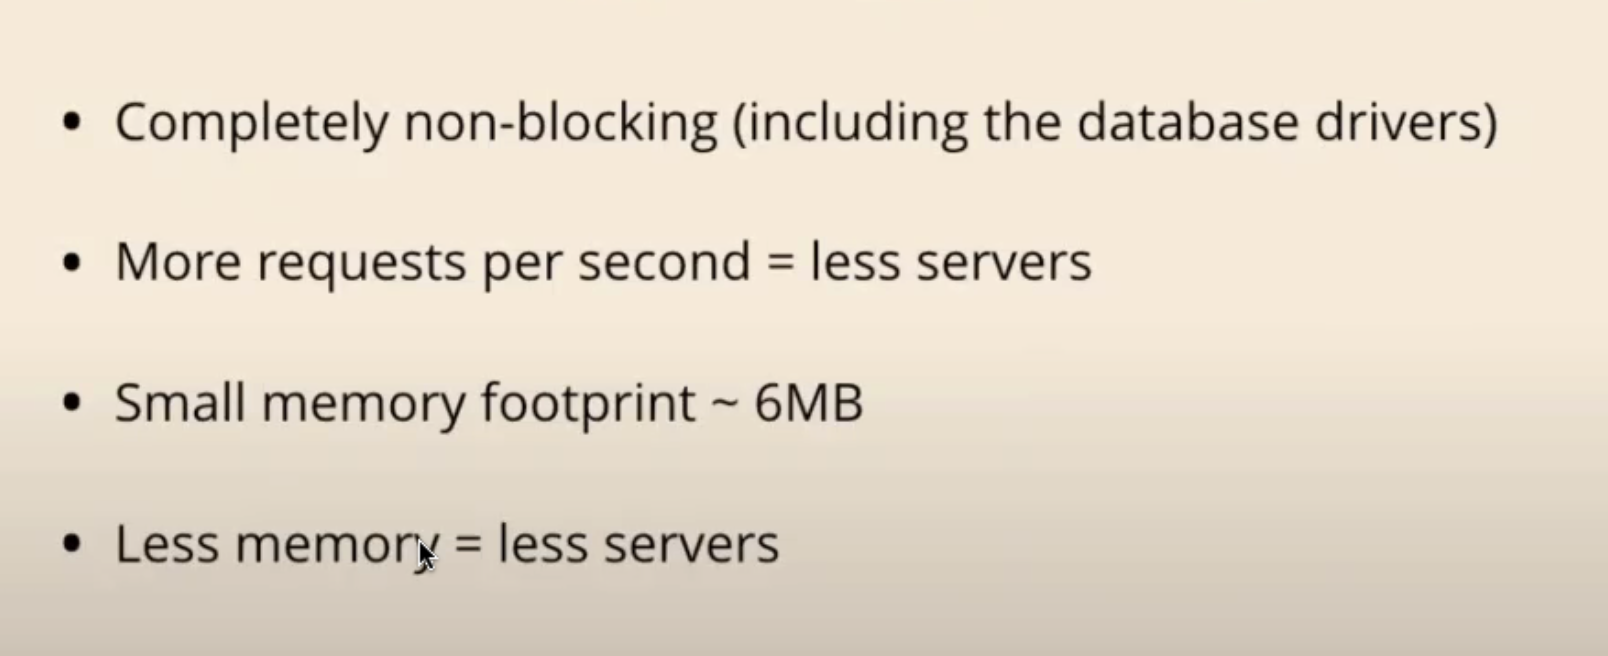 • Completely non-blocking (including the database drivers)
• More requests per second = less servers
• Small memory footprint ~ 6MB
• Less memory = less servers